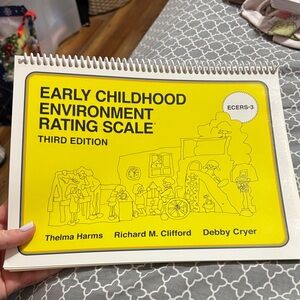 EARLY CHILDHOOD
ENVIRONMENT
RATING SCALE®
THIRD EDITION
ECERS-3
Thelma Harms Richard M. Clifford Debby Cryer